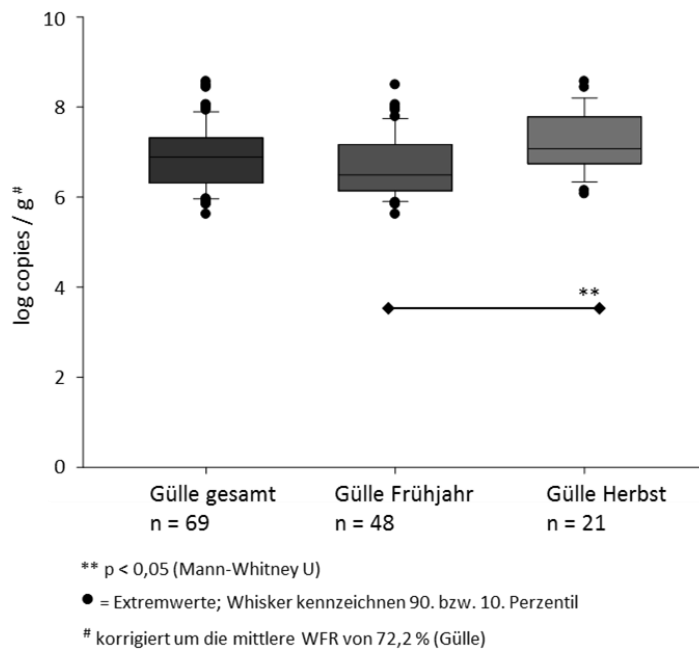 10
8
6
4
2
0
log copies / g #
**
Gülle gesamt
n = 69
Gülle Frühjahr
n = 48
Gülle Herbst
n = 21
** p < 0,05 (Mann-Whitney U)
● = Extremwerte; Whisker kennzeichnen 90. bzw. 10. Perzentil
# korrigiert um die mittlere WFR von 72,2 % (Gülle)